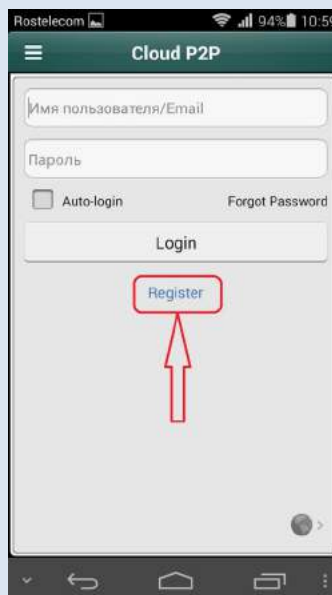 Rostelecom 94% 10:59
Cloud P2P
Имя пользователя/Email
Пароль
Auto-login Forgot Password
Login
Register